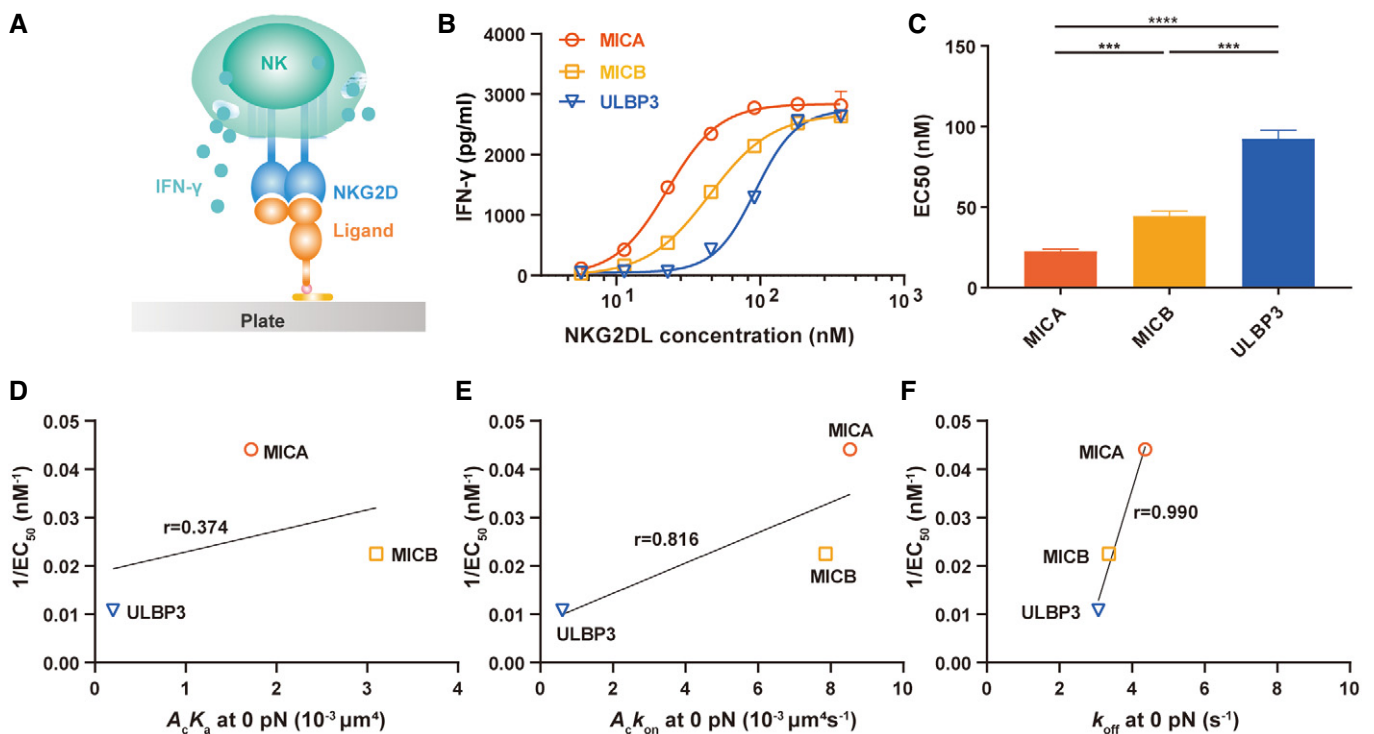 A
NK
IFN-γ
NKG2D
Ligand
Plate
B
IFN-γ (pg/ml)
4000
3000
2000
1000
0
MICA
MICB
ULBP3
10¹
10²
10³
NKG2DL concentration (nM)
C
EC50 (nM)
150
100
50
0
****
***
***
MICA
MICB
ULBP3
D
1/EC₅₀ (nM⁻¹)
0.05
0.04
0.03
0.02
0.01
0.00
MICA
r=0.374
MICB
ULBP3
0 1 2 3 4
AcKa at 0 pN (10⁻³ μm⁴)
E
1/EC₅₀ (nM⁻¹)
0.05
0.04
0.03
0.02
0.01
0.00
MICA
r=0.816
MICB
ULBP3
0 2 4 6 8 10
Ackon at 0 pN (10⁻³ μm⁴s⁻¹)
F
1/EC₅₀ (nM⁻¹)
0.05
0.04
0.03
0.02
0.01
0.00
MICA
r=0.990
MICB
ULBP3
0 2 4 6 8 10
koff at 0 pN (s⁻¹)